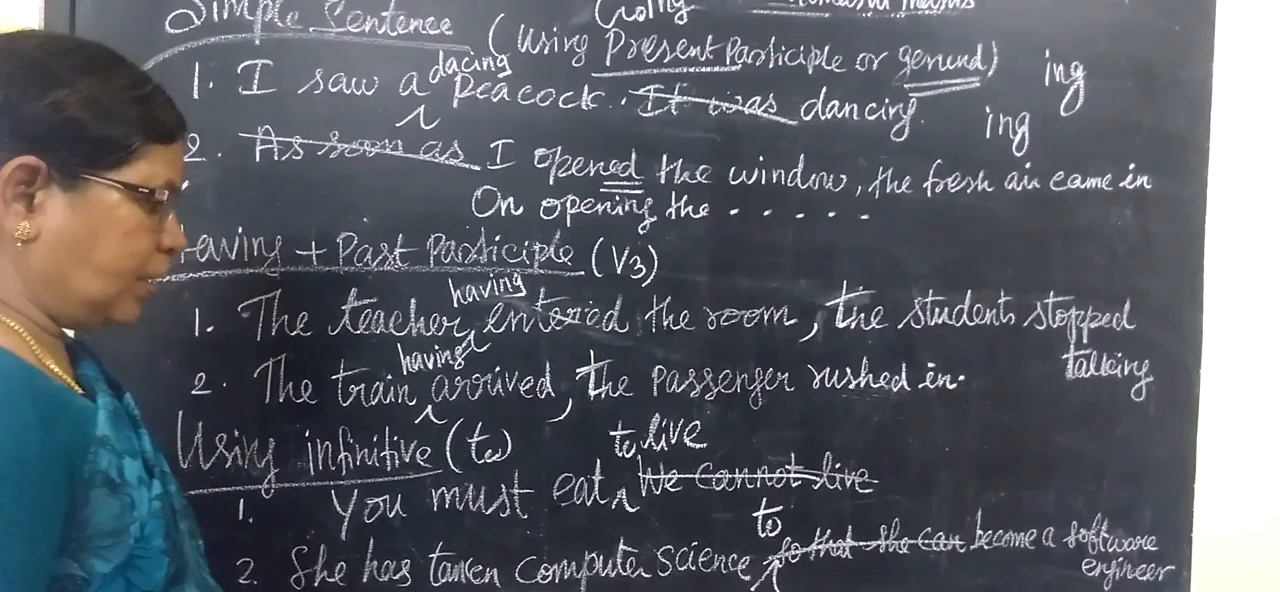 Simple Sentence
(Using Present Participle or gerund)
ing
dacing
1. I saw a peacock. It was dancing.
ing
2. As soon as I opened the window, the fresh air came in
On opening the . . . . . .
Having + Past Participle (V3)
having
1. The teacher, entered the room, the students stopped
talking
having
2. The train arrived, the passenger rushed in.
Using infinitive (to)
to live
1. You must eat We cannot live
to
2. She has taken computer science so that she can become a software
engineer